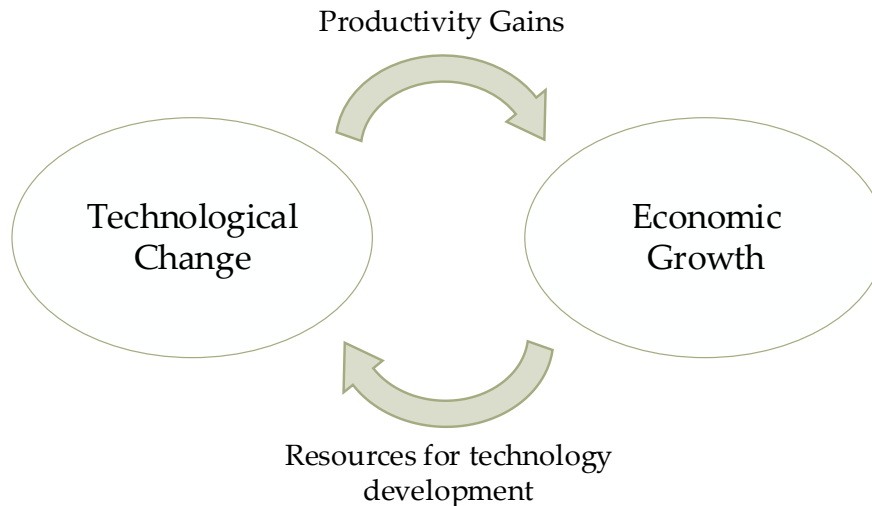 Productivity Gains
Technological
Change
Economic
Growth
Resources for technology
development